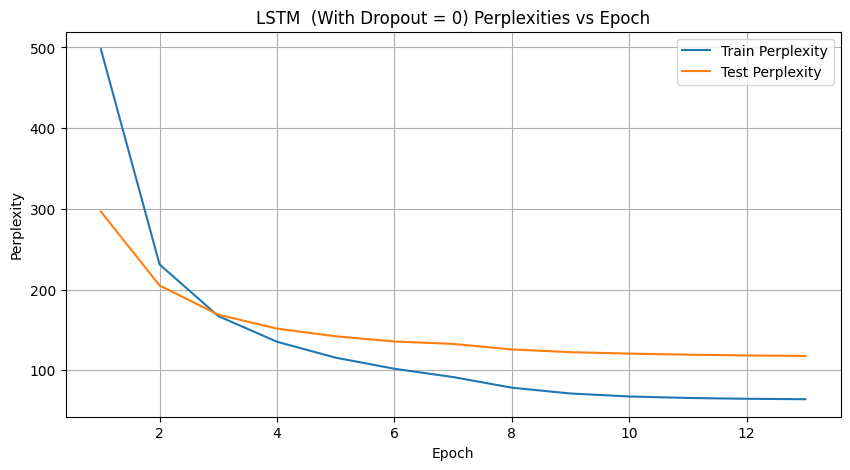 LSTM  (With Dropout = 0) Perplexities vs Epoch
Train Perplexity
Test Perplexity
Perplexity
500
400
300
200
100
2 4 6 8 10 12
Epoch